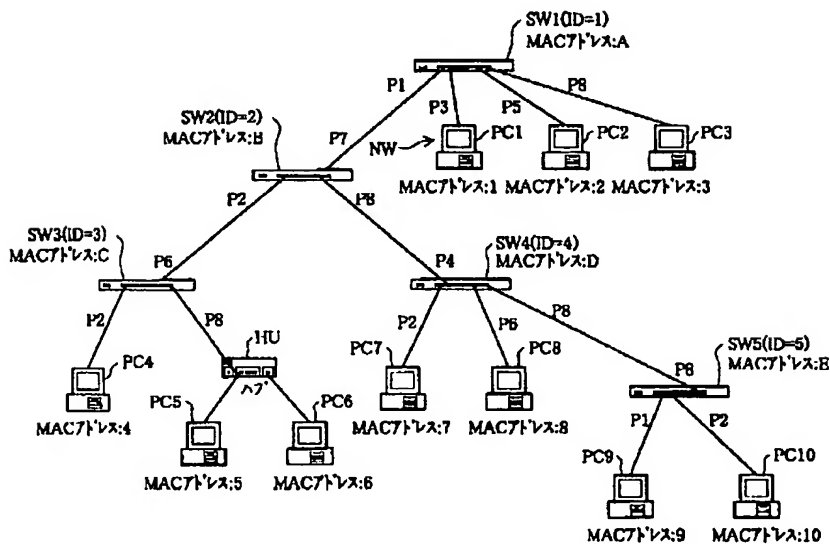 SW1(ID=1)
MACアドレス:A
P1
P3
P5
P8
SW2(ID=2)
MACアドレス:B
P7
NW
PC1
PC2
PC3
MACアドレス:1
MACアドレス:2
MACアドレス:3
P2
P8
SW3(ID=3)
MACアドレス:C
P6
SW4(ID=4)
MACアドレス:D
P4
P2
P8
HU
ハブ
P2
P6
P8
PC4
MACアドレス:4
PC5
PC6
MACアドレス:5
MACアドレス:6
PC7
PC8
MACアドレス:7
MACアドレス:8
SW5(ID=5)
MACアドレス:E
P8
P1
P2
PC9
PC10
MACアドレス:9
MACアドレス:10